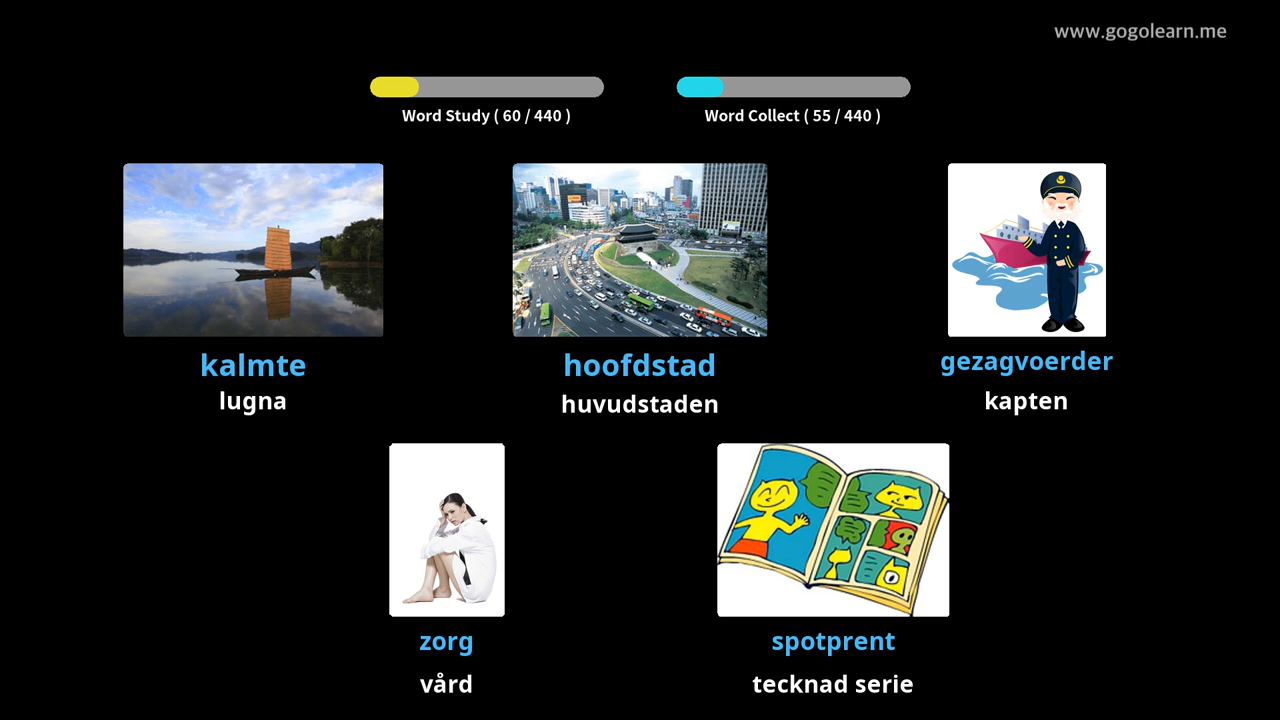 www.gogolearn.me
Word Study ( 60 / 440 )
Word Collect ( 55 / 440 )
kalmte
lugna
hoofdstad
huvudstaden
gezagvoerder
kapten
zorg
vård
spotprent
tecknad serie